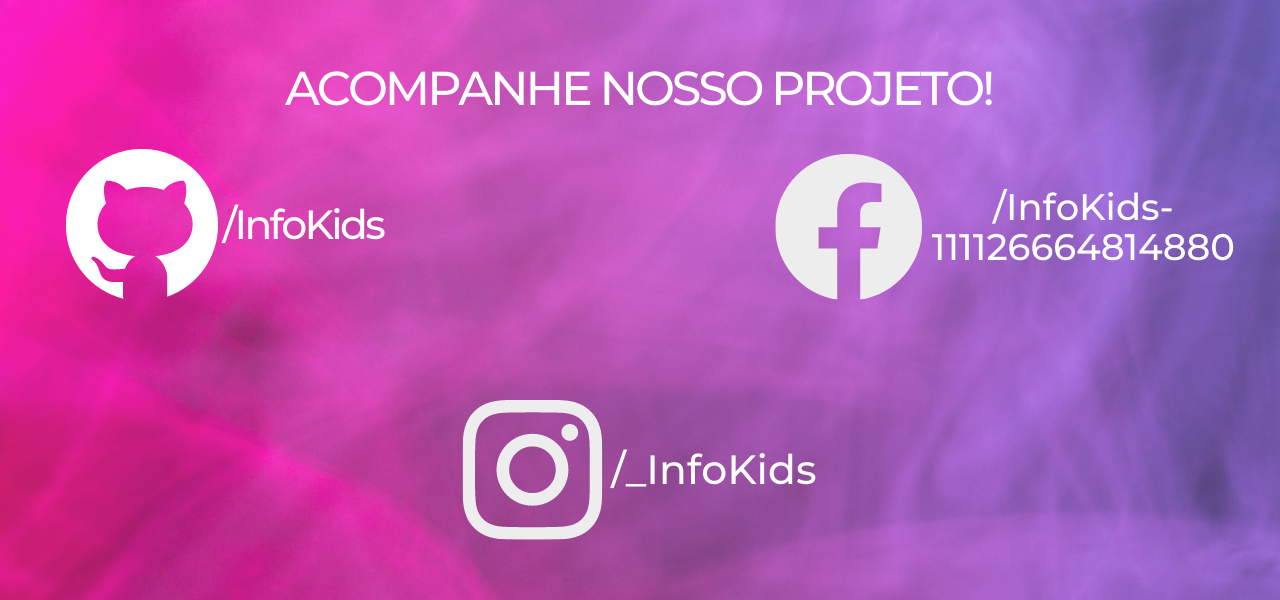 ACOMPANHE NOSSO PROJETO!
/InfoKids
/InfoKids-
111126664814880
/_InfoKids